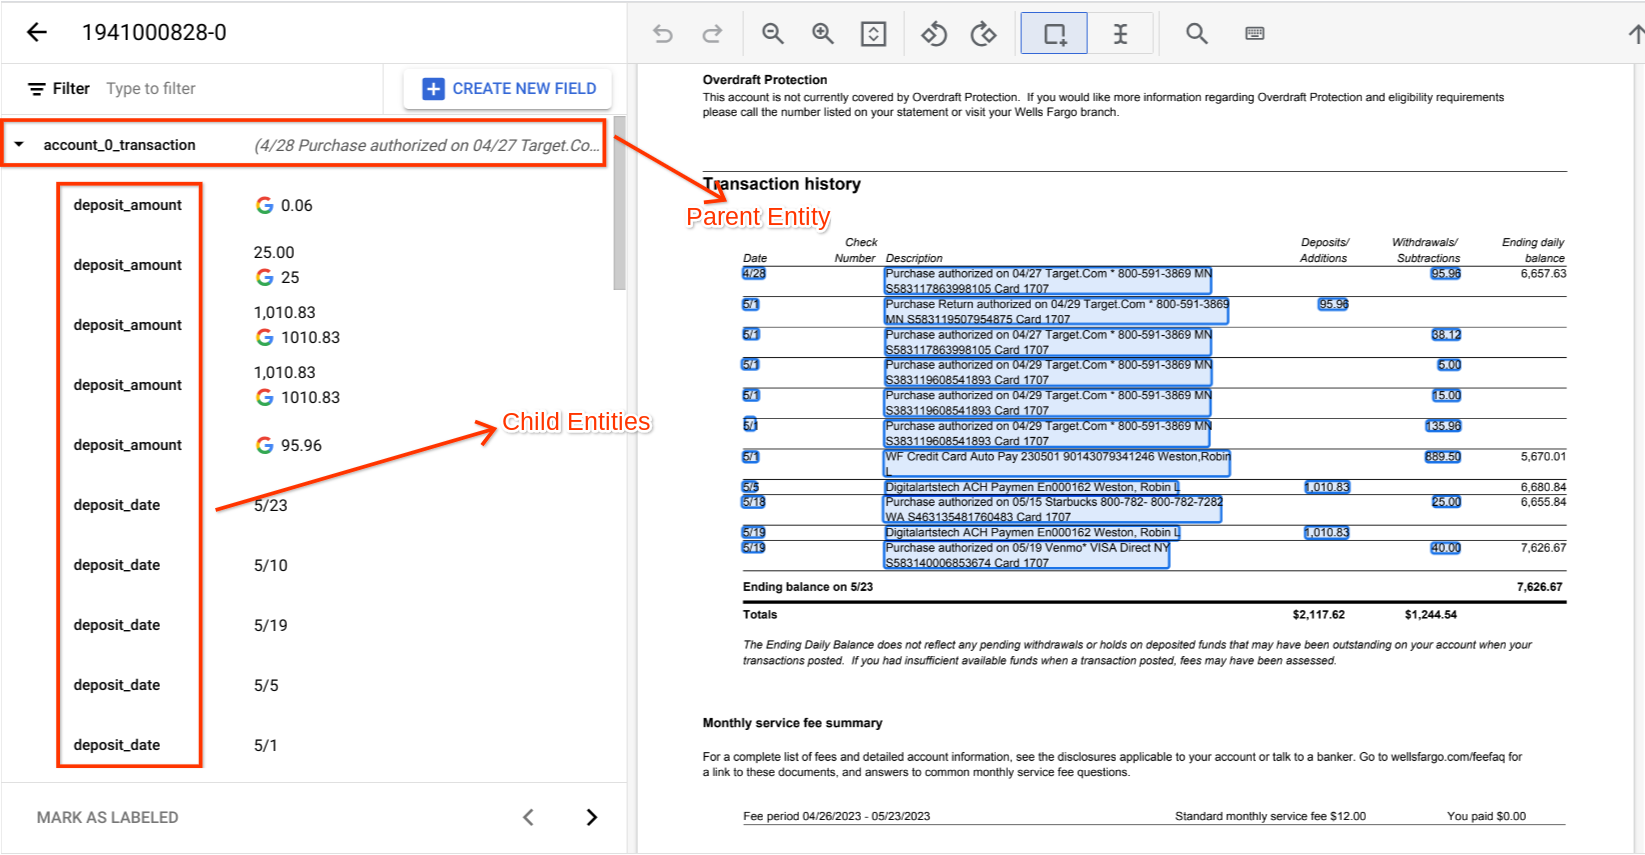 1941000828-0
Filter Type to filter
CREATE NEW FIELD
account_0_transaction (4/28 Purchase authorized on 04/27 Target.Co...
deposit_amount 0.06
deposit_amount 25.00
25
deposit_amount 1,010.83
1010.83
deposit_amount 1,010.83
1010.83
deposit_amount 95.96
deposit_date 5/23
deposit_date 5/10
deposit_date 5/19
deposit_date 5/5
deposit_date 5/1
MARK AS LABELED
Parent Entity
Child Entities
Overdraft Protection
This account is not currently covered by Overdraft Protection. If you would like more information regarding Overdraft Protection and eligibility requirements
please call the number listed on your statement or visit your Wells Fargo branch.
Transaction history
Check Deposits/ Withdrawals/ Ending daily
Date Number Description Additions Subtractions balance
4/28 Purchase authorized on 04/27 Target.Com * 800-591-3869 MN 95.96 6,657.63
S583117863998105 Card 1707
5/1 Purchase Return authorized on 04/29 Target.Com * 800-591-3869 95.96
MN S583119507954875 Card 1707
5/1 Purchase authorized on 04/27 Target.Com * 800-591-3869 MN 38.12
S583117863998105 Card 1707
5/1 Purchase authorized on 04/29 Target.Com * 800-591-3869 MN 5.00
S383119608541893 Card 1707
5/1 Purchase authorized on 04/29 Target.Com * 800-591-3869 MN 15.00
S383119608541893 Card 1707
5/1 Purchase authorized on 04/29 Target.Com * 800-591-3869 MN 135.96
S383119608541893 Card 1707
5/1 WF Credit Card Auto Pay 230501 90143079341246 Weston,Robin 889.50 5,670.01
L
5/5 Digitalartstech ACH Paymen En000162 Weston, Robin L 1,010.83 6,680.84
5/18 Purchase authorized on 05/15 Starbucks 800-782- 800-782-7282 25.00 6,655.84
WA S463135481760483 Card 1707
5/19 Digitalartstech ACH Paymen En000162 Weston, Robin L 1,010.83
5/19 Purchase authorized on 05/19 Venmo* VISA Direct NY 40.00 7,626.67
S583140006853674 Card 1707
Ending balance on 5/23 7,626.67
Totals $2,117.62 $1,244.54
The Ending Daily Balance does not reflect any pending withdrawals or holds on deposited funds that may have been outstanding on your account when your
transactions posted. If you had insufficient available funds when a transaction posted, fees may have been assessed.
Monthly service fee summary
For a complete list of fees and detailed account information, see the disclosures applicable to your account or talk to a banker. Go to wellsfargo.com/feefaq for
a link to these documents, and answers to common monthly service fee questions.
Fee period 04/26/2023 - 05/23/2023 Standard monthly service fee $12.00 You paid $0.00